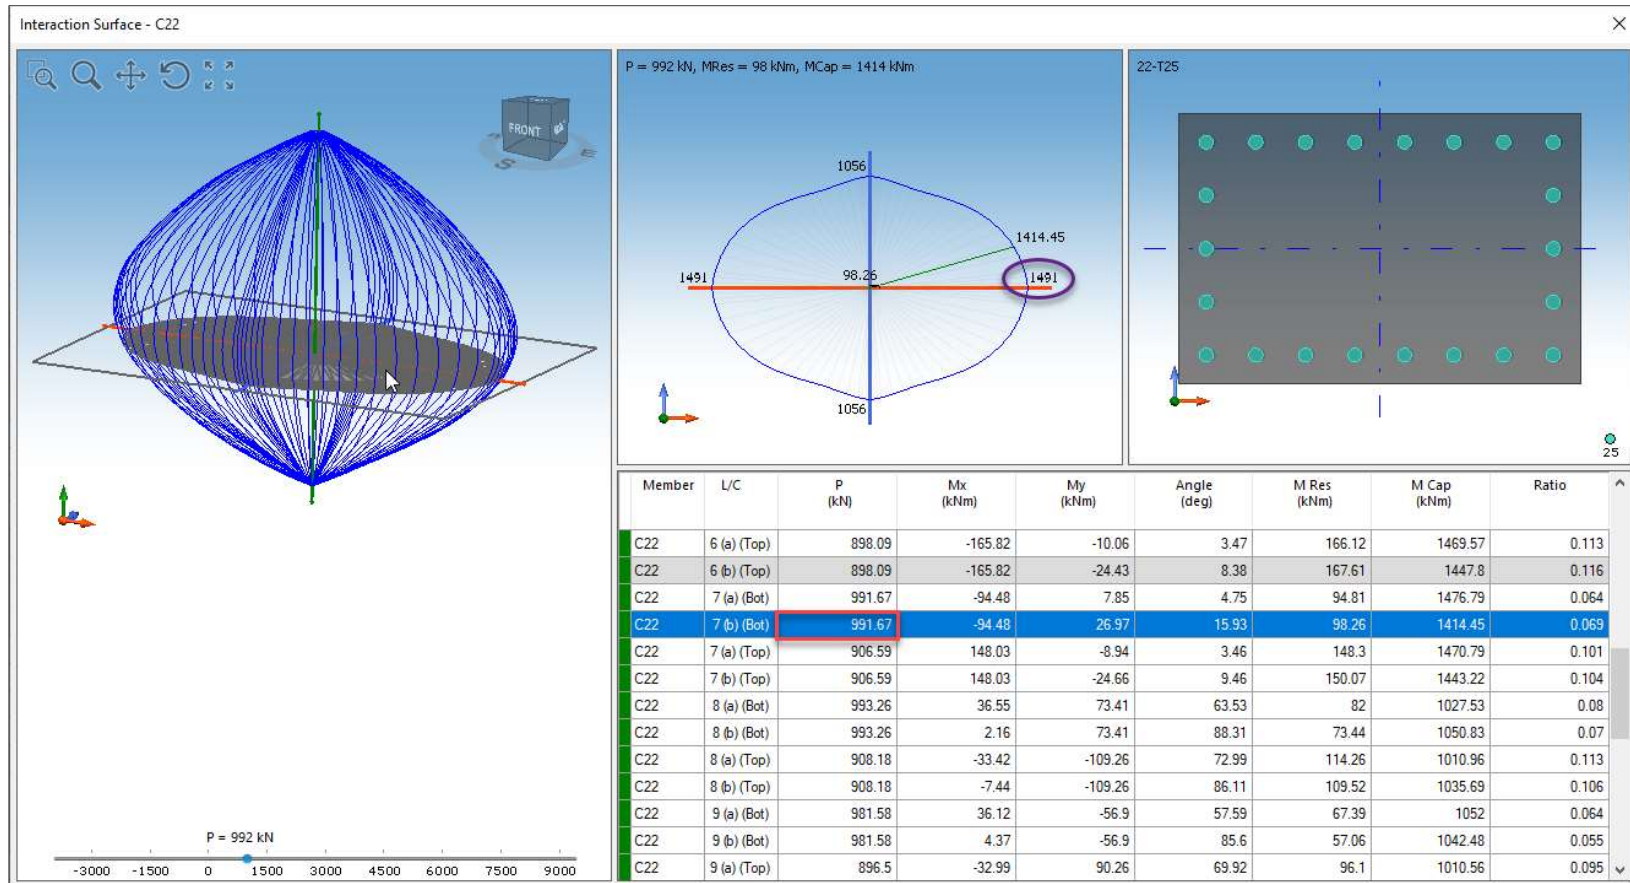 Interaction Surface - C22
FRONT
S
E
P = 992 kN
-3000 -1500 0 1500 3000 4500 6000 7500 9000
P = 992 kN, MRes = 98 kNm, MCap = 1414 kNm
1056
1414.45
1491 98.26 1491
1056
22-T25
25
Member L/C P (kN) Mx (kNm) My (kNm) Angle (deg) M Res (kNm) M Cap (kNm) Ratio
C22 6 (a) (Top) 898.09 -165.82 -10.06 3.47 166.12 1469.57 0.113
C22 6 (b) (Top) 898.09 -165.82 -24.43 8.38 167.61 1447.8 0.116
C22 7 (a) (Bot) 991.67 -94.48 7.85 4.75 94.81 1476.79 0.064
C22 7 (b) (Bot) 991.67 -94.48 26.97 15.93 98.26 1414.45 0.069
C22 7 (a) (Top) 906.59 148.03 -8.94 3.46 148.3 1470.79 0.101
C22 7 (b) (Top) 906.59 148.03 -24.66 9.46 150.07 1443.22 0.104
C22 8 (a) (Bot) 993.26 36.55 73.41 63.53 82 1027.53 0.08
C22 8 (b) (Bot) 993.26 2.16 73.41 88.31 73.44 1050.83 0.07
C22 8 (a) (Top) 908.18 -33.42 -109.26 72.99 114.26 1010.96 0.113
C22 8 (b) (Top) 908.18 -7.44 -109.26 86.11 109.52 1035.69 0.106
C22 9 (a) (Bot) 981.58 36.12 -56.9 57.59 67.39 1052 0.064
C22 9 (b) (Bot) 981.58 4.37 -56.9 85.6 57.06 1042.48 0.055
C22 9 (a) (Top) 896.5 -32.99 90.26 69.92 96.1 1010.56 0.095